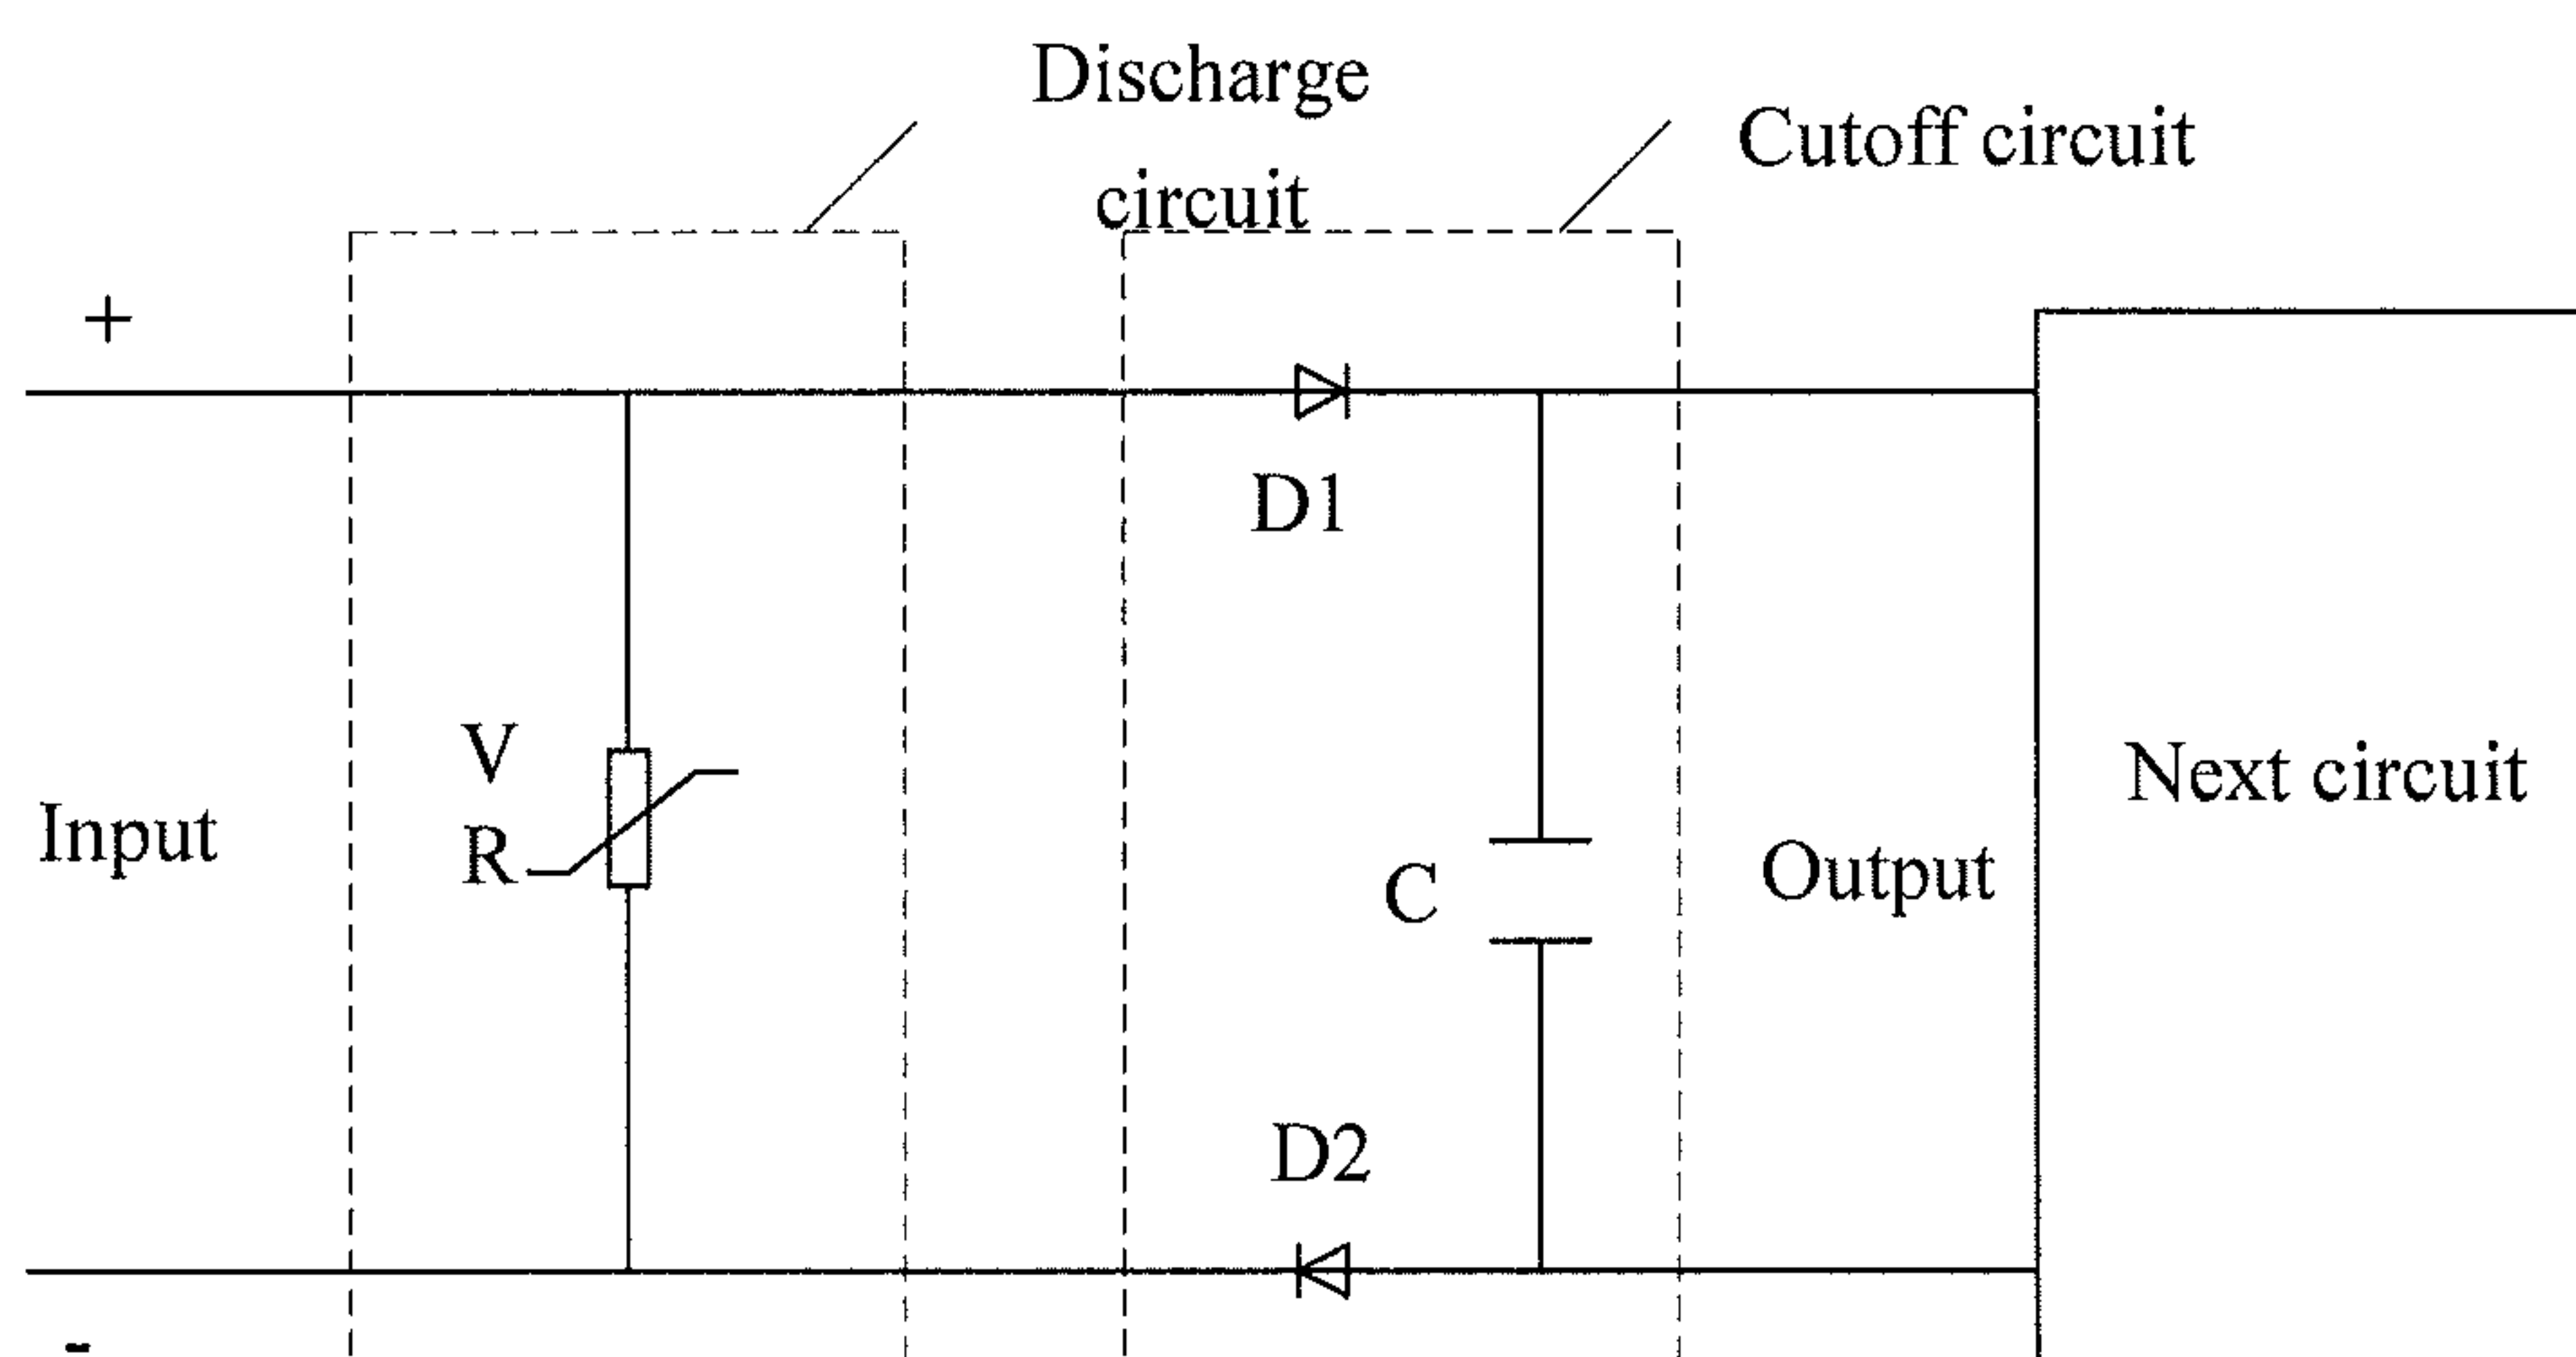 Discharge
circuit
Cutoff circuit
+
D1
V
R
Input
C
Output
Next circuit
D2
-